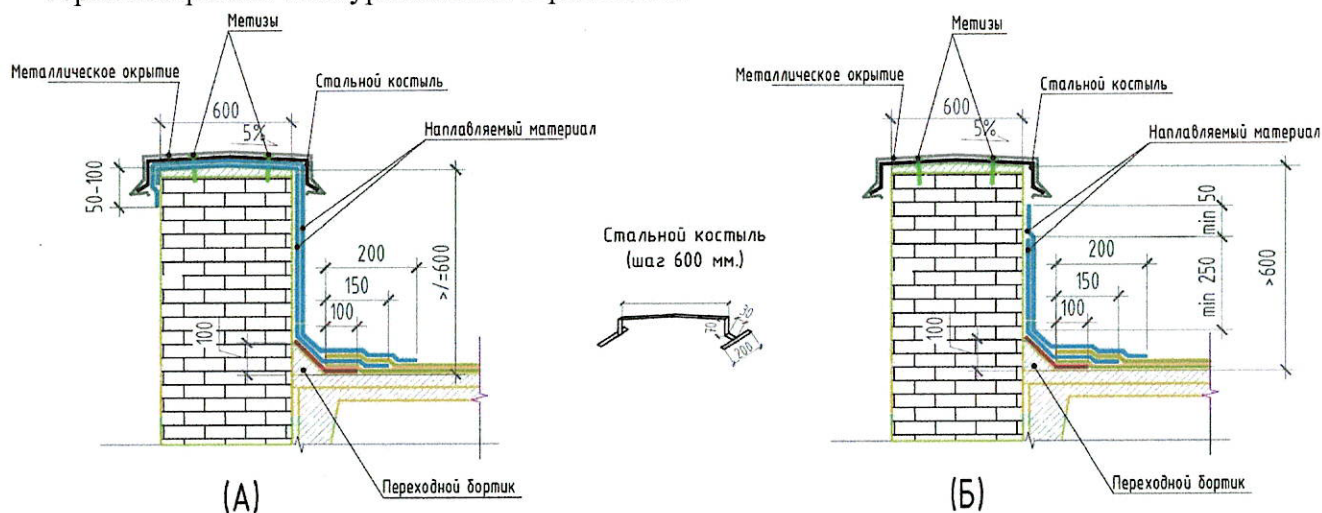 Метизы
Металлическое окрытие
Стальной костыль
600
5%
Наплавляемый материал
50-100
200
150
100
>/=600
~100
Переходной бортик
(А)
Стальной костыль
(шаг 600 мм.)
70
200
Метизы
Металлическое окрытие
Стальной костыль
600
5%
Наплавляемый материал
min 50
200
150
100
min 250
>600
~100
Переходной бортик
(Б)